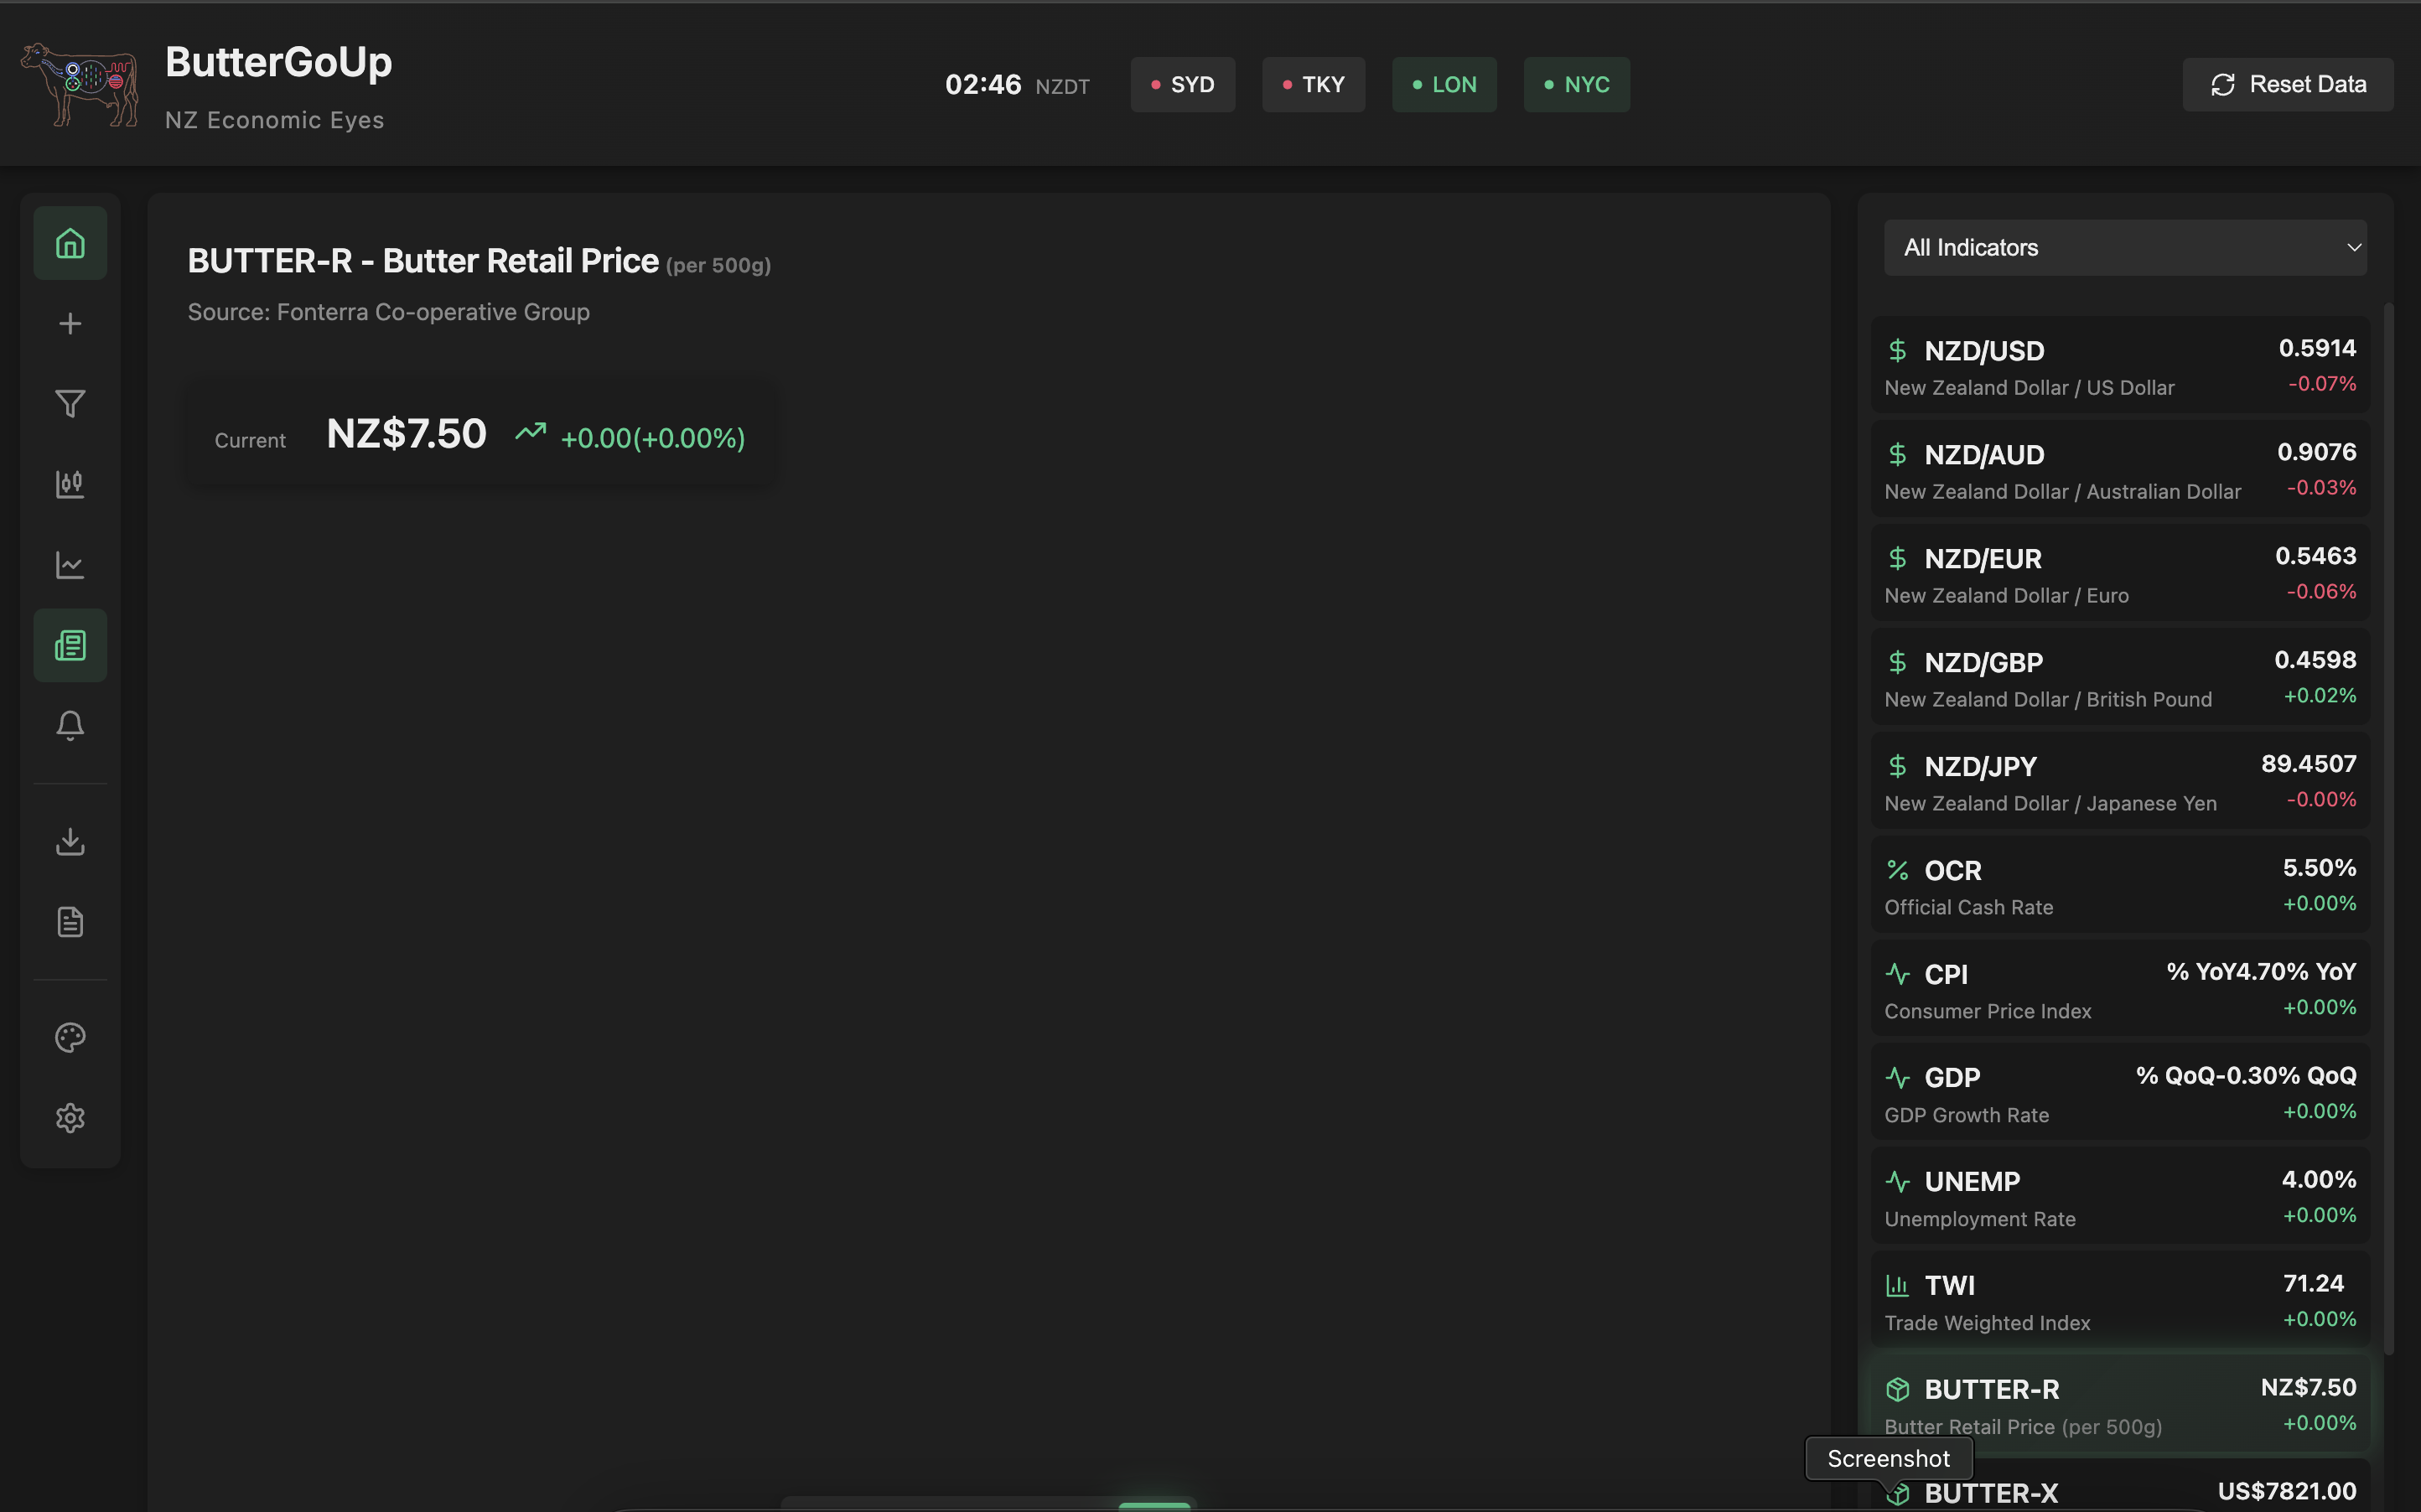 ButterGoUp
NZ Economic Eyes
02:46 NZDT
SYD
TKY
LON
NYC
Reset Data
BUTTER-R - Butter Retail Price (per 500g)
Source: Fonterra Co-operative Group
Current NZ$7.50 +0.00(+0.00%)
All Indicators
NZD/USD 0.5914
New Zealand Dollar / US Dollar -0.07%
NZD/AUD 0.9076
New Zealand Dollar / Australian Dollar -0.03%
NZD/EUR 0.5463
New Zealand Dollar / Euro -0.06%
NZD/GBP 0.4598
New Zealand Dollar / British Pound +0.02%
NZD/JPY 89.4507
New Zealand Dollar / Japanese Yen -0.00%
OCR 5.50%
Official Cash Rate +0.00%
CPI % YoY4.70% YoY
Consumer Price Index +0.00%
GDP % QoQ-0.30% QoQ
GDP Growth Rate +0.00%
UNEMP 4.00%
Unemployment Rate +0.00%
TWI 71.24
Trade Weighted Index +0.00%
BUTTER-R NZ$7.50
Butter Retail Price (per 500g) +0.00%
Screenshot
BUTTER-X US$7821.00